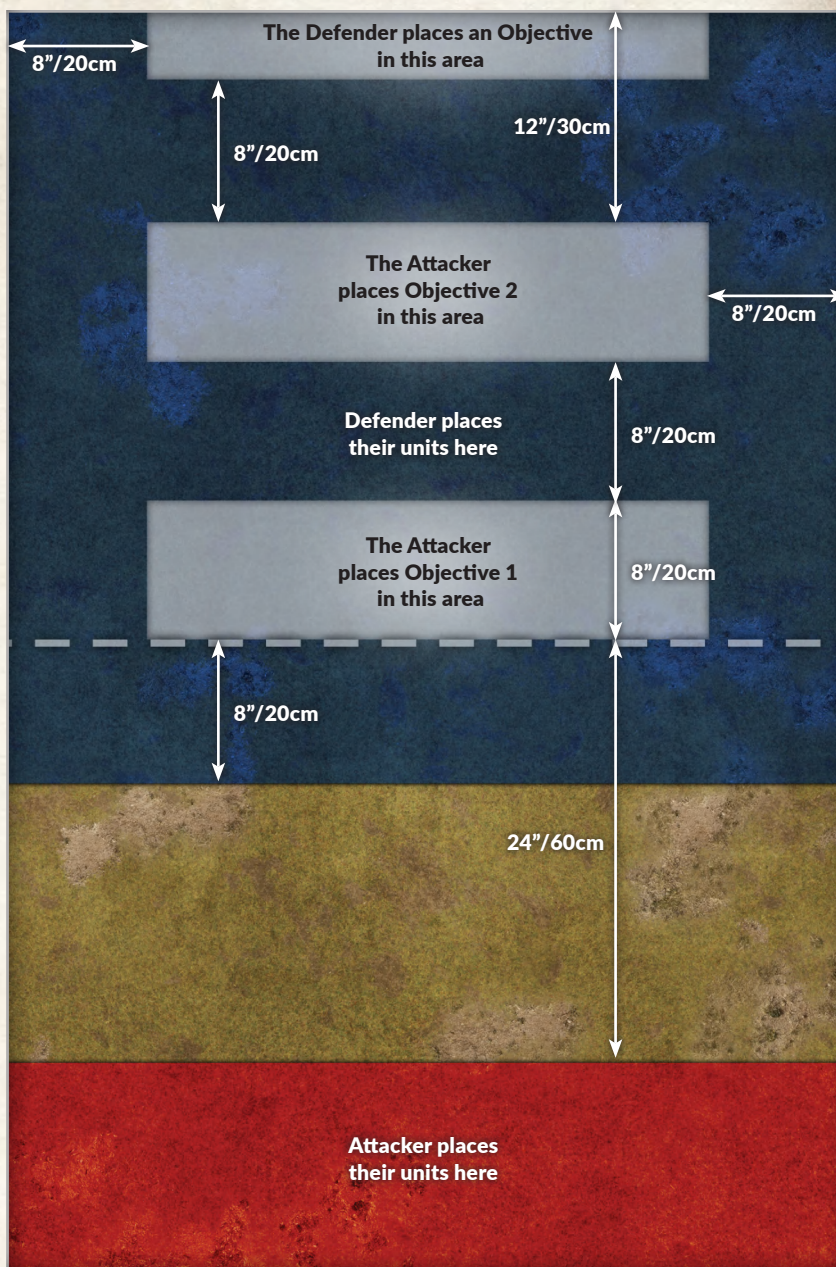 The Defender places an Objective
in this area
8”/20cm
12”/30cm
8”/20cm
The Attacker
places Objective 2
in this area
8”/20cm
Defender places
their units here
8”/20cm
The Attacker
places Objective 1
in this area
8”/20cm
8”/20cm
24”/60cm
Attacker places
their units here